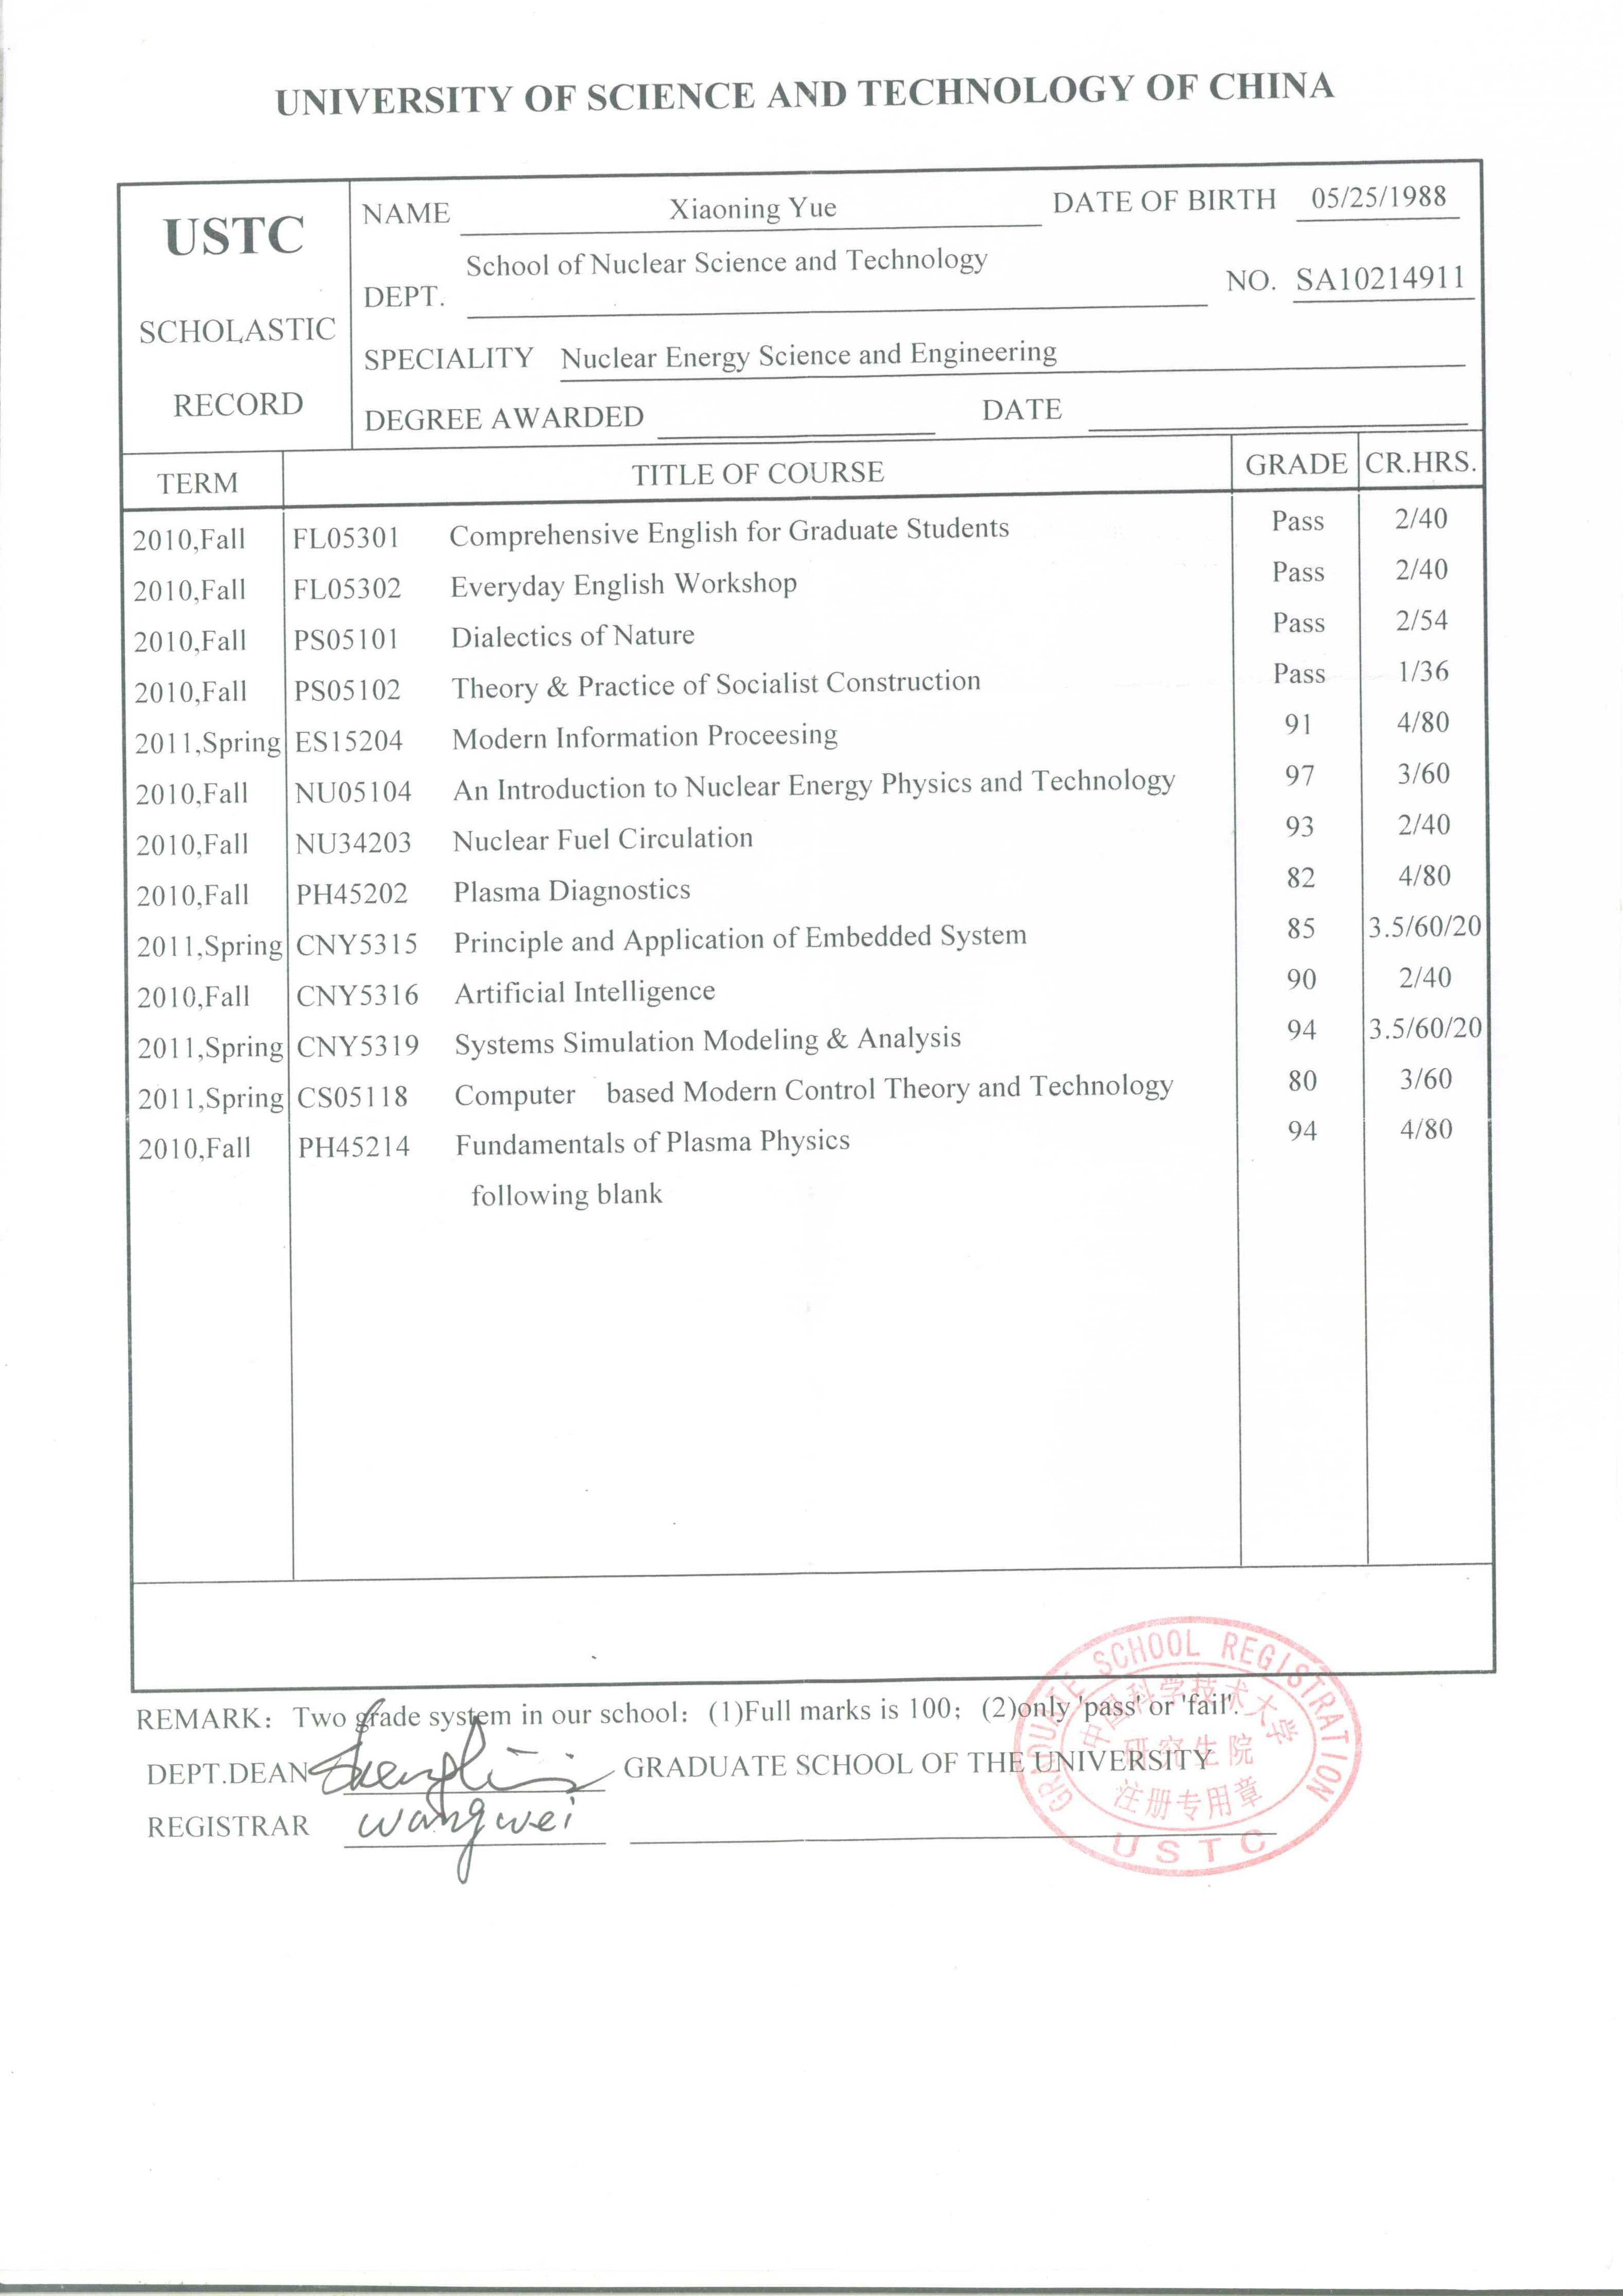 UNIVERSITY OF SCIENCE AND TECHNOLOGY OF CHINA
USTC
SCHOLASTIC
RECORD
NAME Xiaoning Yue DATE OF BIRTH 05/25/1988
DEPT. School of Nuclear Science and Technology NO. SA10214911
SPECIALITY Nuclear Energy Science and Engineering
DEGREE AWARDED DATE
TERM TITLE OF COURSE GRADE CR.HRS.
2010,Fall FL05301 Comprehensive English for Graduate Students Pass 2/40
2010,Fall FL05302 Everyday English Workshop Pass 2/40
2010,Fall PS05101 Dialectics of Nature Pass 2/54
2010,Fall PS05102 Theory & Practice of Socialist Construction Pass 1/36
2011,Spring ES15204 Modern Information Proceesing 91 4/80
2010,Fall NU05104 An Introduction to Nuclear Energy Physics and Technology 97 3/60
2010,Fall NU34203 Nuclear Fuel Circulation 93 2/40
2010,Fall PH45202 Plasma Diagnostics 82 4/80
2011,Spring CNY5315 Principle and Application of Embedded System 85 3.5/60/20
2010,Fall CNY5316 Artificial Intelligence 90 2/40
2011,Spring CNY5319 Systems Simulation Modeling & Analysis 94 3.5/60/20
2011,Spring CS05118 Computer based Modern Control Theory and Technology 80 3/60
2010,Fall PH45214 Fundamentals of Plasma Physics 94 4/80
following blank
REMARK: Two grade system in our school: (1)Full marks is 100; (2)only 'pass' or 'fail'.
DEPT.DEAN GRADUATE SCHOOL OF THE UNIVERSITY
REGISTRAR wangwei
GRADUATE SCHOOL REGISTRATION
中国科学技术大学
研究生院
注册专用章
USTC